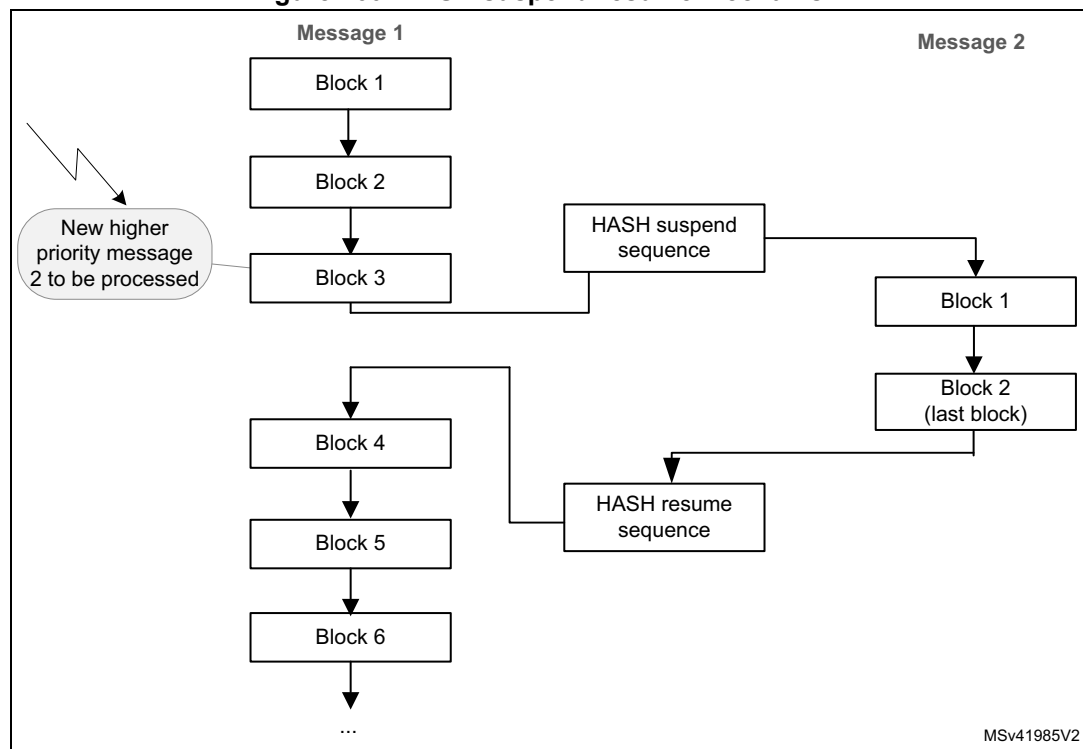 Message 1
Message 2
Block 1
Block 2
New higher
priority message
2 to be processed
Block 3
HASH suspend
sequence
Block 1
Block 2
(last block)
Block 4
HASH resume
sequence
Block 5
Block 6
...
MSv41985V2